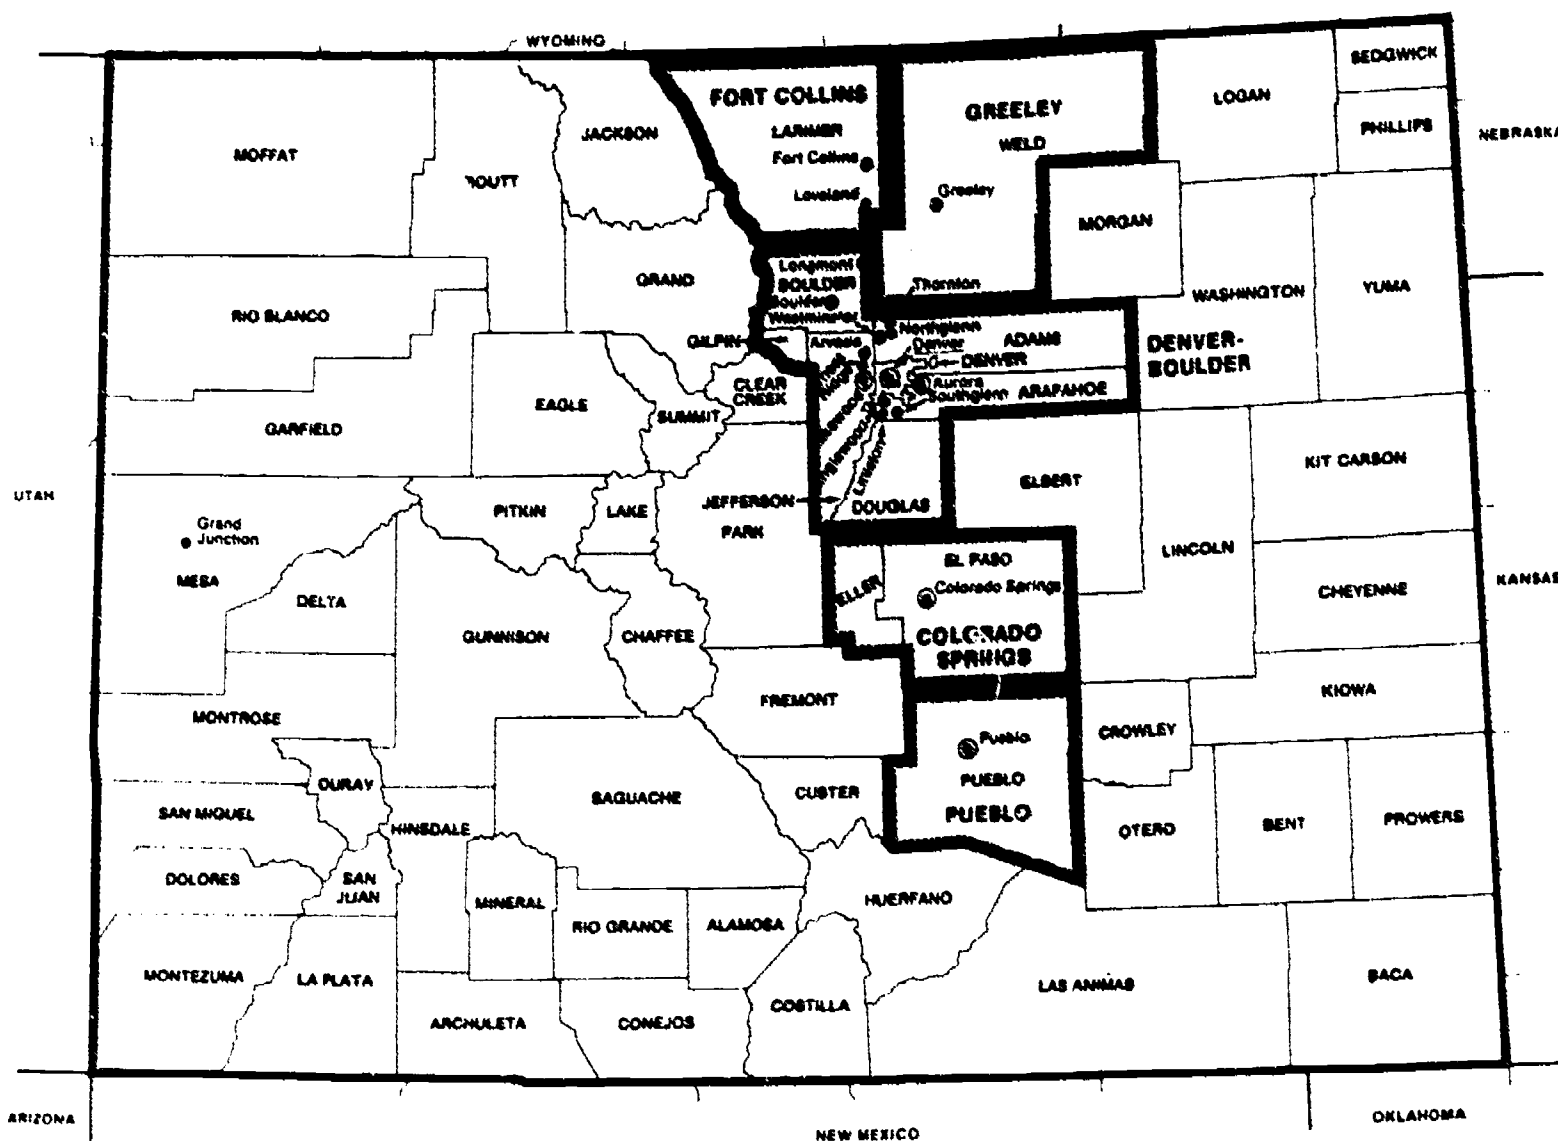 WYOMING
SEDGWICK
FORT COLLINS
GREELEY
LOGAN
JACKSON
LARIMER
PHILLIPS
NEBRASKA
MOFFAT
WELD
Fort Collins
ROUTT
Loveland
Greeley
MORGAN
Longmont
GRAND
BOULDER
Thornton
WASHINGTON
YUMA
Boulder
RIO BLANCO
Westminster
Northglenn
GILPIN
Arvada
Denver
ADAMS
DENVER-
BOULDER
DENVER
CLEAR
CREEK
Aurora
Southglenn
ARAPAHOE
EAGLE
SUMMIT
GARFIELD
KIT CARSON
Littleton
ELBERT
UTAH
JEFFERSON
DOUGLAS
PITKIN
LAKE
Grand
Junction
PARK
LINCOLN
EL PASO
MESA
KANSAS
Colorado Springs
CHEYENNE
ELLER
DELTA
GUNNISON
CHAFFEE
COLORADO
SPRINGS
KIOWA
FREMONT
MONTROSE
CROWLEY
Pueblo
OURAY
PUEBLO
CUSTER
SAGUACHE
SAN MIGUEL
PUEBLO
PROWERS
HINSDALE
OTERO
BENT
DOLORES
SAN
JUAN
HUERFANO
MINERAL
RIO GRANDE
ALAMOSA
MONTEZUMA
LA PLATA
LAS ANIMAS
BACA
COSTILLA
ARCHULETA
CONEJOS
ARIZONA
NEW MEXICO
OKLAHOMA